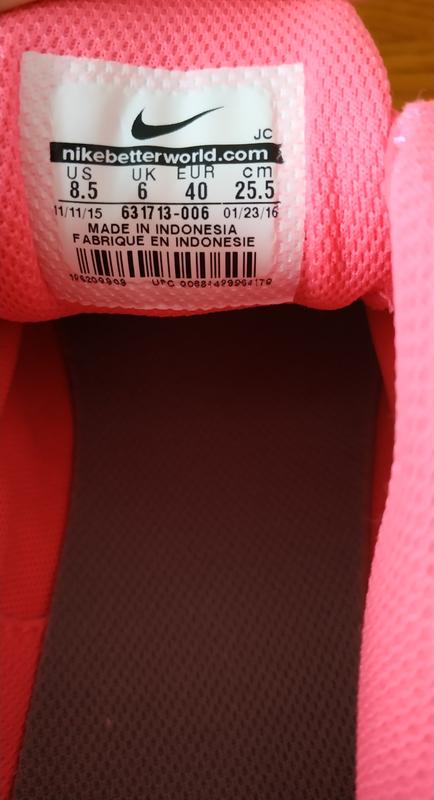 JC
nikebetterworld.com
US UK EUR cm
8.5 6 40 25.5
11/11/15 631713-006 01/23/16
MADE IN INDONESIA
FABRIQUE EN INDONESIE
UPC